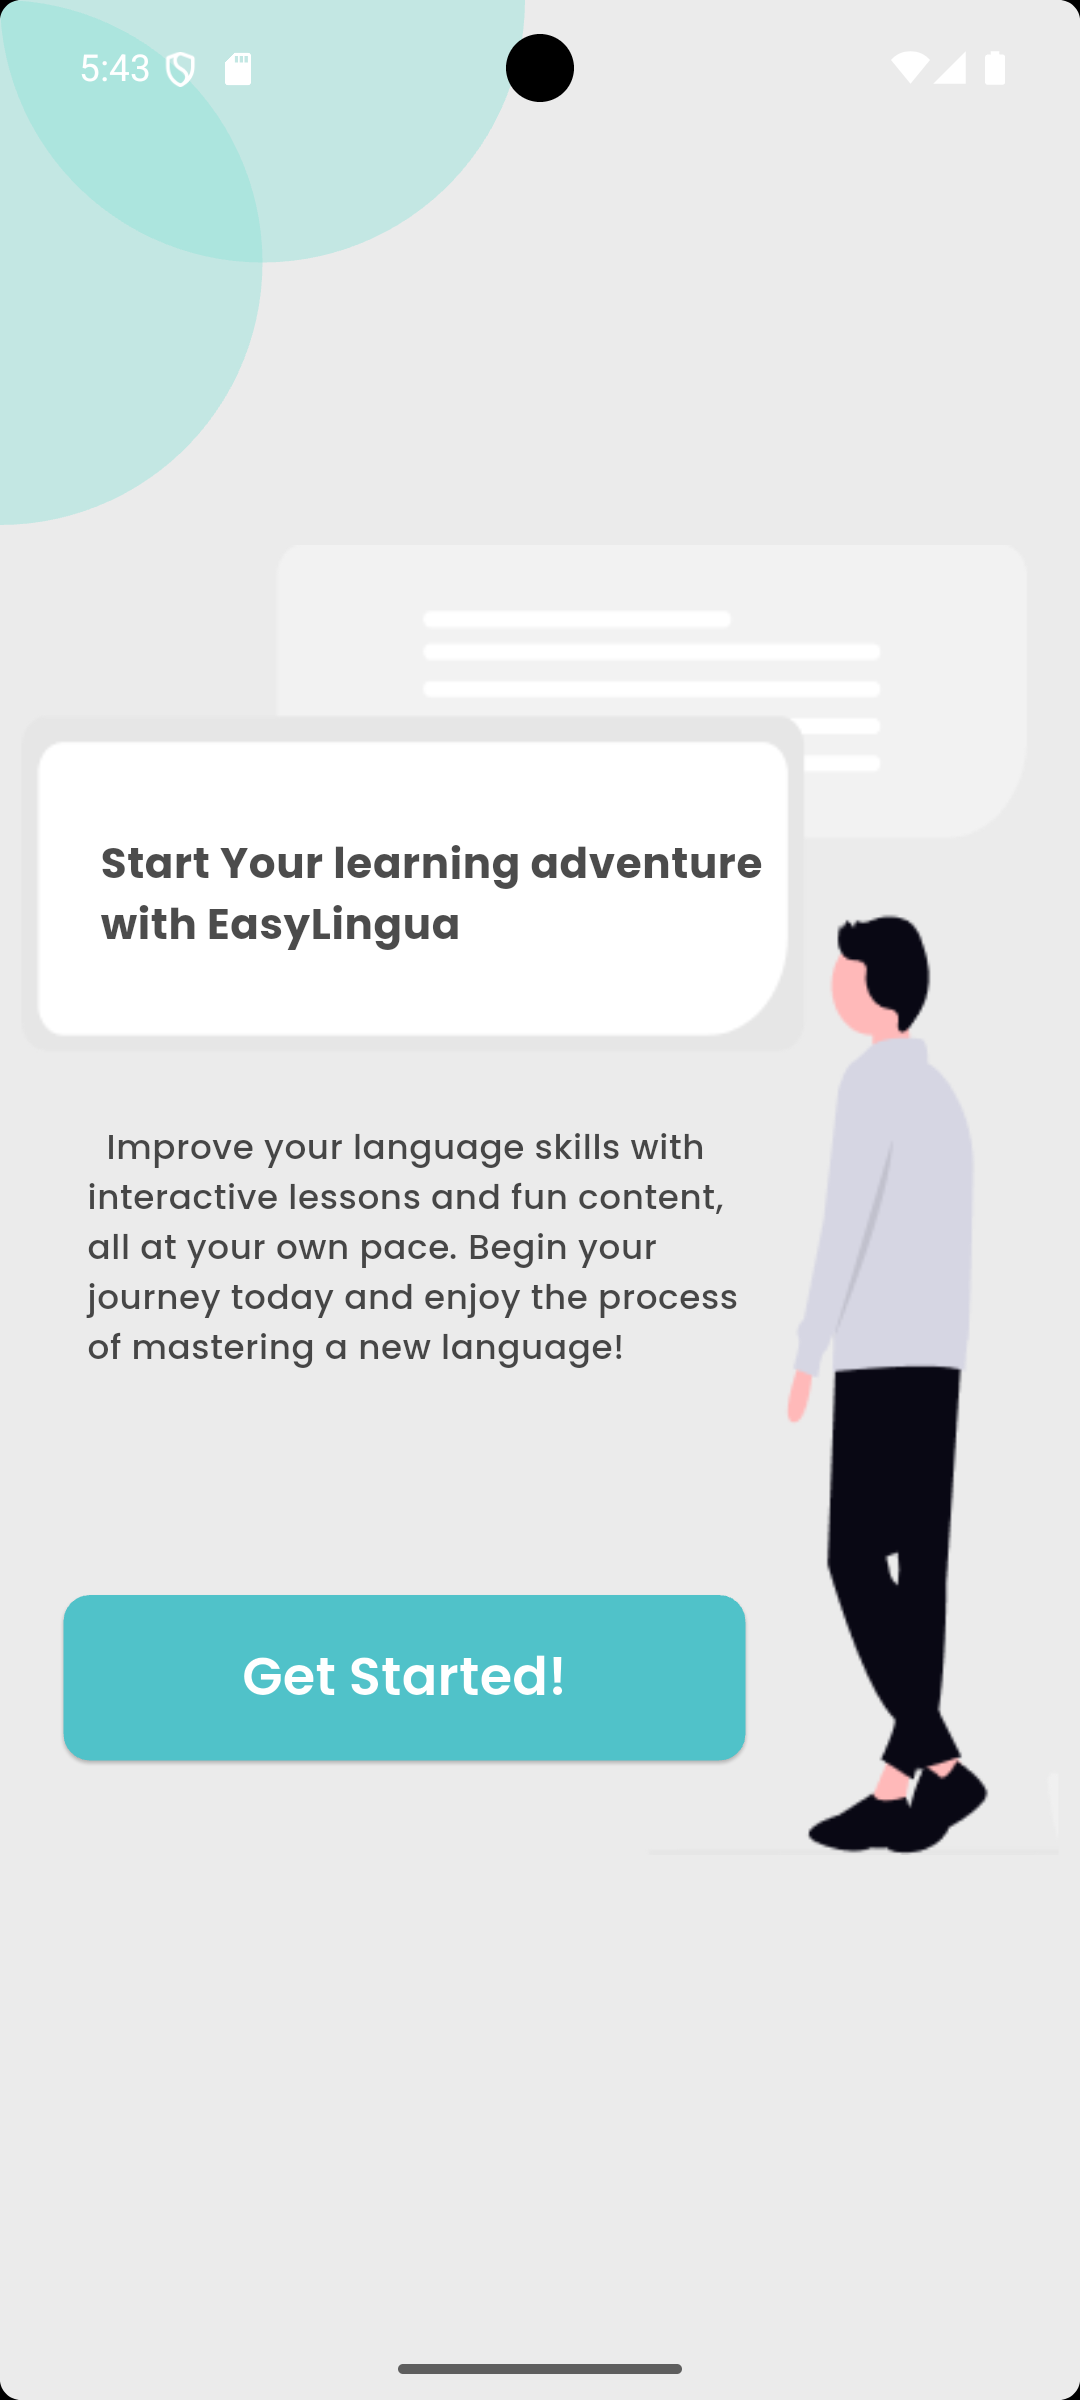 5:43
Start Your learning adventure
with EasyLingua
Improve your language skills with
interactive lessons and fun content,
all at your own pace. Begin your
journey today and enjoy the process
of mastering a new language!
Get Started!